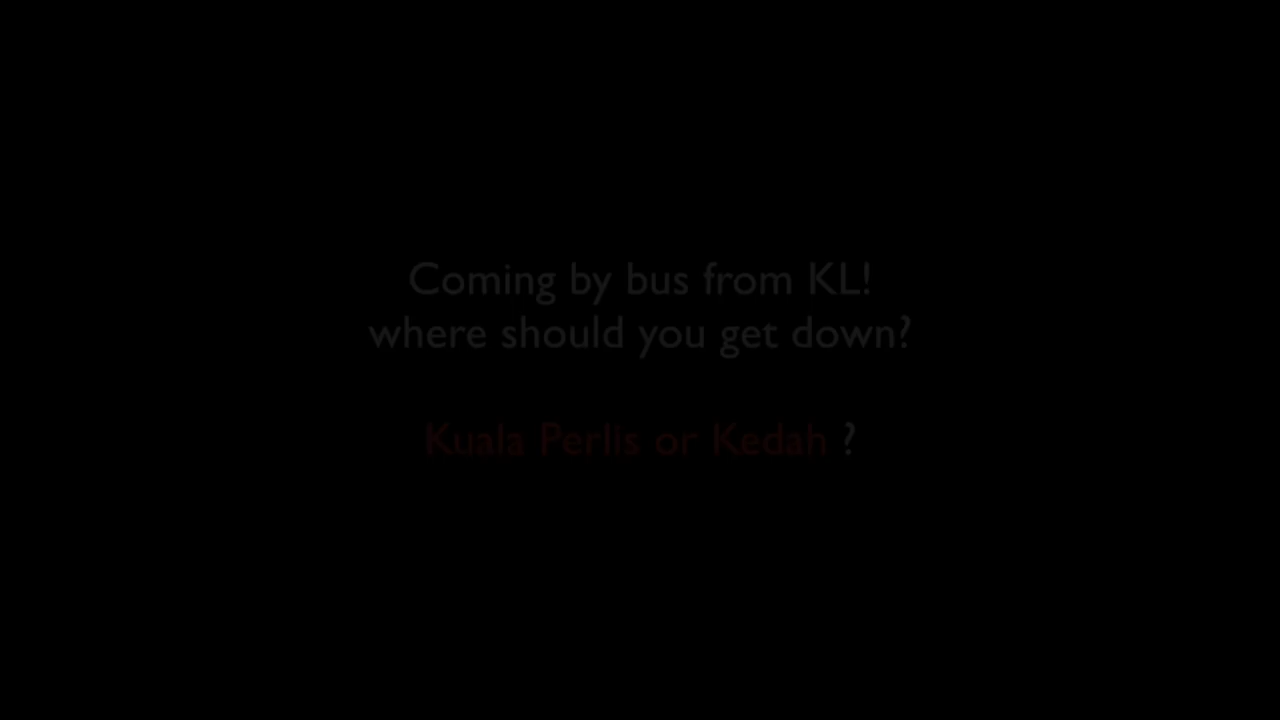 Coming by bus from KL!
where should you get down?
Kuala Perlis or Kedah ?